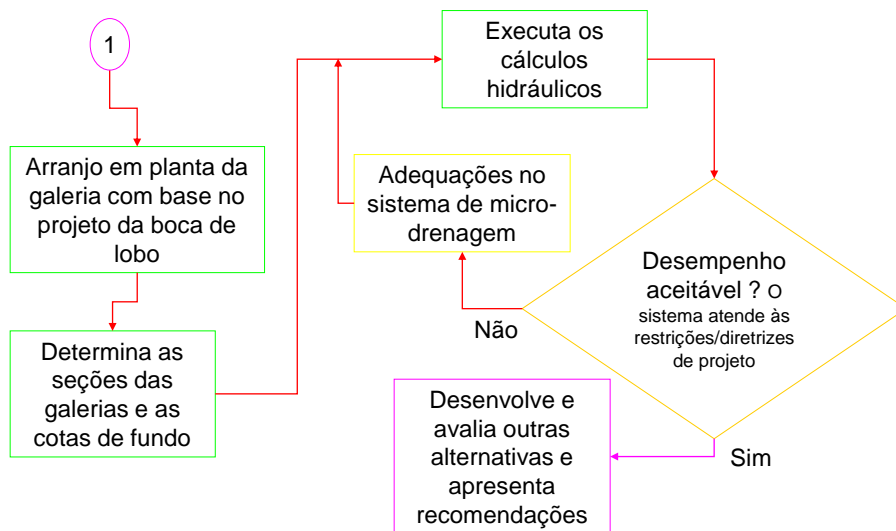 1
Arranjo em planta da
galeria com base no
projeto da boca de
lobo
Determina as
seções das
galerias e as
cotas de fundo
Executa os
cálculos
hidráulicos
Adequações no
sistema de micro-
drenagem
Desempenho
aceitável ? O
sistema atende às
restrições/diretrizes
de projeto
Não
Sim
Desenvolve e
avalia outras
alternativas e
apresenta
recomendações